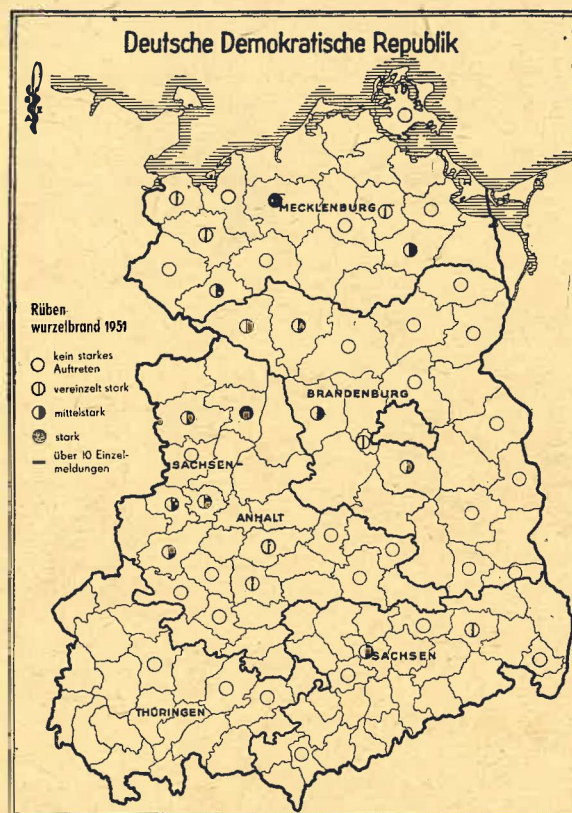 Deutsche Demokratische Republik
MECKLENBURG
Rüben-
wurzelbrand 1951
kein starkes
Auftreten
vereinzelt stark
mittelstark
stark
über 10 Einzel-
meldungen
BRANDENBURG
SACHSEN-
ANHALT
SACHSEN
THÜRINGEN